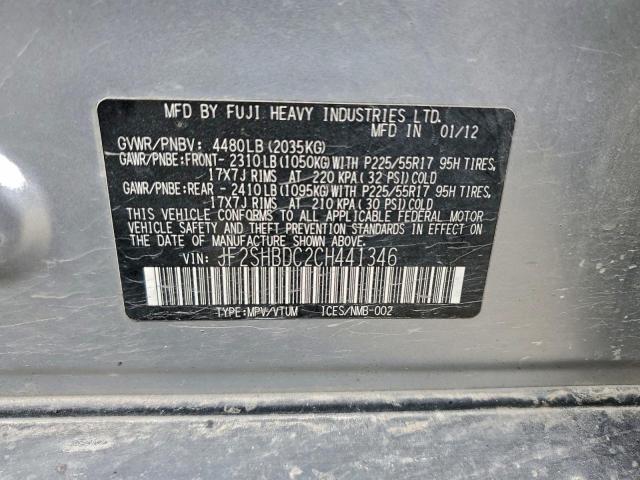 MFD BY FUJI HEAVY INDUSTRIES LTD.
MFD IN 01/12
GVWR/PNBV: 4480LB(2035KG)
GAWR/PNBE:FRONT- 2310LB(1050KG)WITH P225/55R17 95H TIRES,
17X7J RIMS AT 220 KPA(32 PSI)COLD
GAWR/PNBE:REAR - 2410LB(1095KG)WITH P225/55R17 95H TIRES,
17X7J RIMS AT 210 KPA(30 PSI)COLD
THIS VEHICLE CONFORMS TO ALL APPLICABLE FEDERAL MOTOR
VEHICLE SAFETY AND THEFT PREVENTION STANDARDS IN
EFFECT ON THE DATE OF MANUFACTURE SHOWN ABOVE.
VIN: JF2SHBDC2CH441346
TYPE:MPV/VTUM ICES/NMB-002